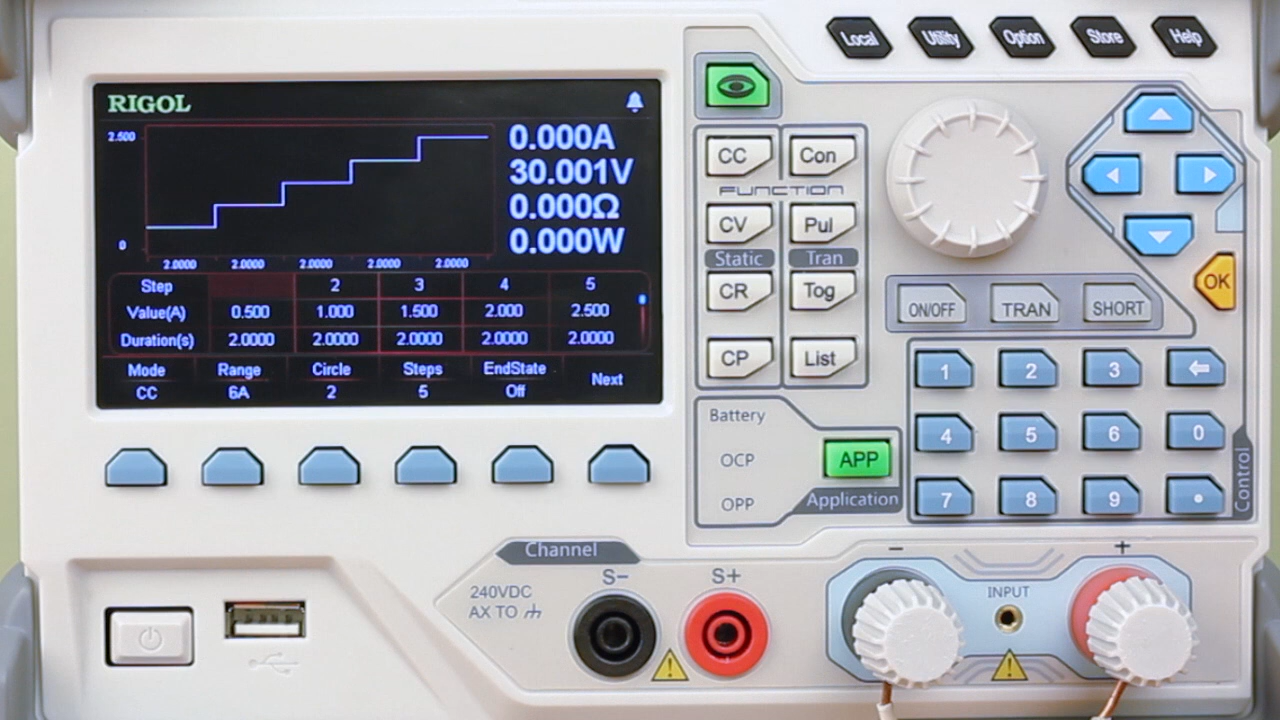 Local Utility Option Store Help
RIGOL
2.500
0
2.0000 2.0000 2.0000 2.0000 2.0000
0.000A
30.001V
0.000Ω
0.000W
Step 2 3 4 5
Value(A) 0.500 1.000 1.500 2.000 2.500
Duration(s) 2.0000 2.0000 2.0000 2.0000 2.0000
Mode Range Circle Steps EndState Next
CC 6A 2 5 Off
CC Con
FUNCTION
CV Pul
Static Tran
CR Tog
CP List
OK
ON/OFF TRAN SHORT
1 2 3
4 5 6 0
7 8 9 .
Control
Battery
OCP
OPP
APP
Application
Channel
240VDC
AX TO
S- S+
- +
INPUT